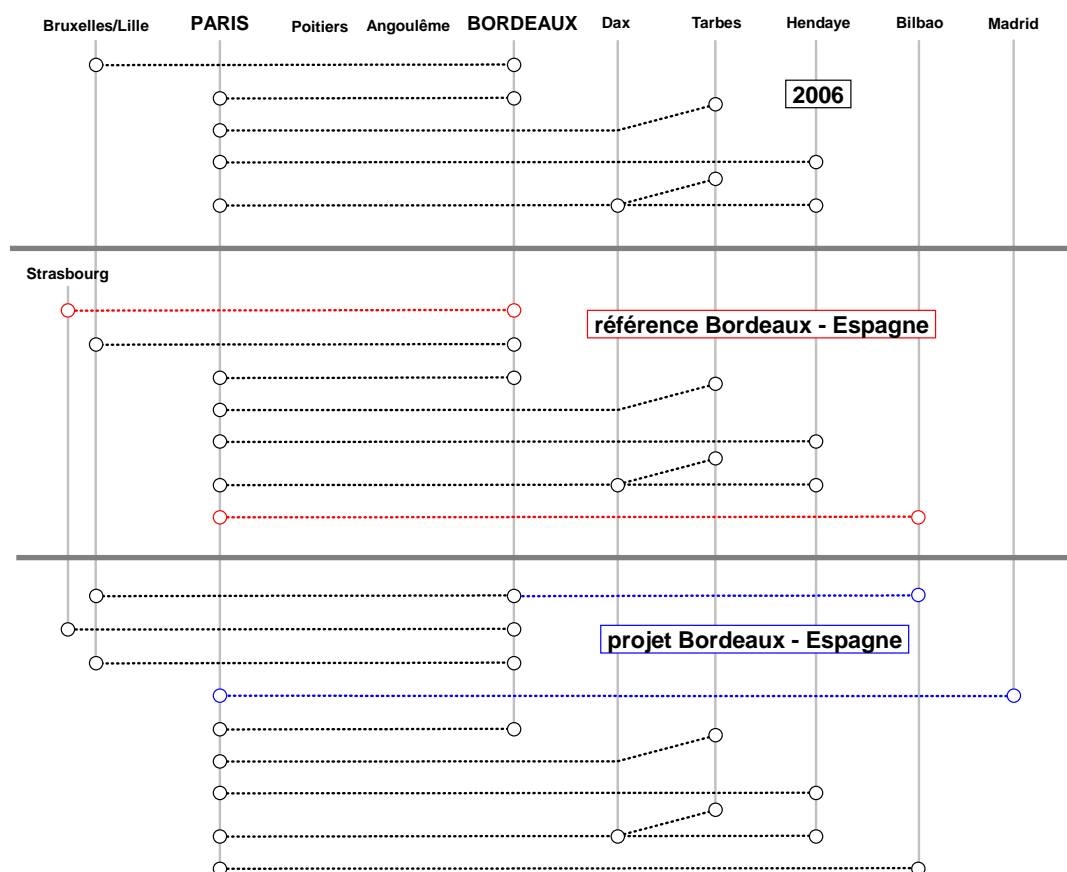 Bruxelles/Lille PARIS Poitiers Angoulême BORDEAUX Dax Tarbes Hendaye Bilbao Madrid
2006
Strasbourg
référence Bordeaux - Espagne
projet Bordeaux - Espagne